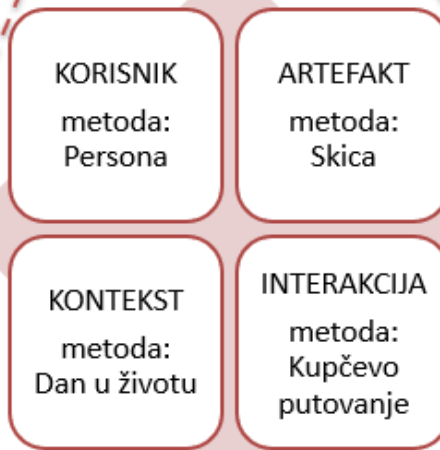 KORISNIK
metoda:
Persona
ARTEFAKT
metoda:
Skica
KONTEKST
metoda:
Dan u životu
INTERAKCIJA
metoda:
Kupčevo
putovanje